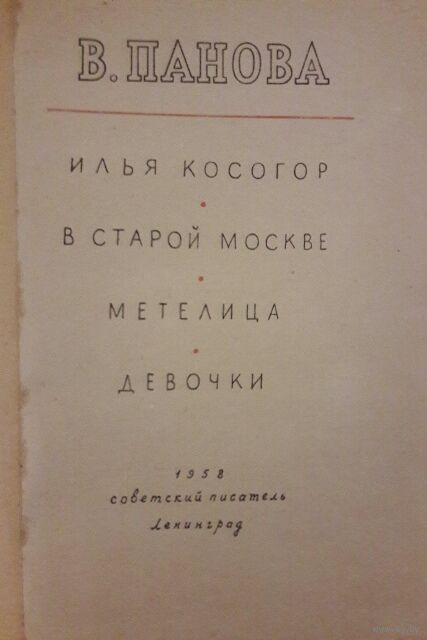 В. ПАНОВА
ИЛЬЯ КОСОГОР
В СТАРОЙ МОСКВЕ
МЕТЕЛИЦА
ДЕВОЧКИ
1958
советский писатель
Ленинград